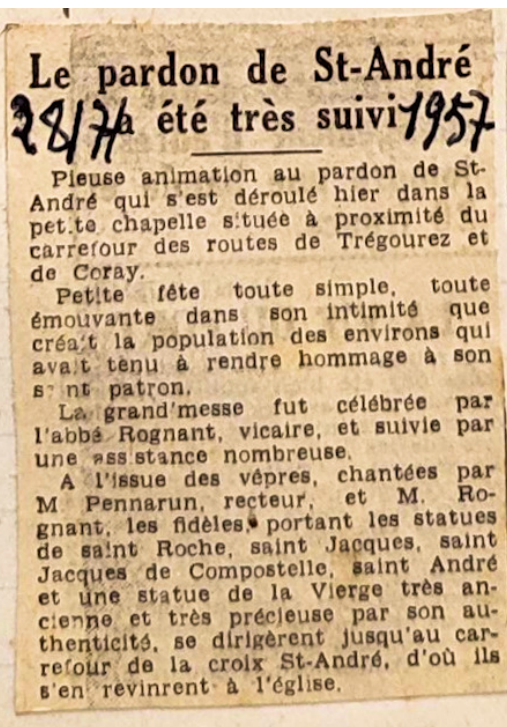 Le pardon de St-André
28/7/ a été très suivi 1957
Pieuse animation au pardon de St-
André qui s'est déroulé hier dans la
petite chapelle située à proximité du
carrefour des routes de Trégourez et
de Coray.
Petite fête toute simple, toute
émouvante dans son intimité que
créait la population des environs qui
avait tenu à rendre hommage à son
saint patron.
La grand'messe fut célébrée par
l'abbé Rognant, vicaire, et suivie par
une assistance nombreuse.
A l'issue des vêpres, chantées par
M Pennarun, recteur, et M. Ro-
gnant, les fidèles, portant les statues
de saint Roche, saint Jacques, saint
Jacques de Compostelle, saint André
et une statue de la Vierge très an-
cienne et très précieuse par son au-
thenticité, se dirigèrent jusqu'au car-
refour de la croix St-André, d'où ils
s'en revinrent à l'église.